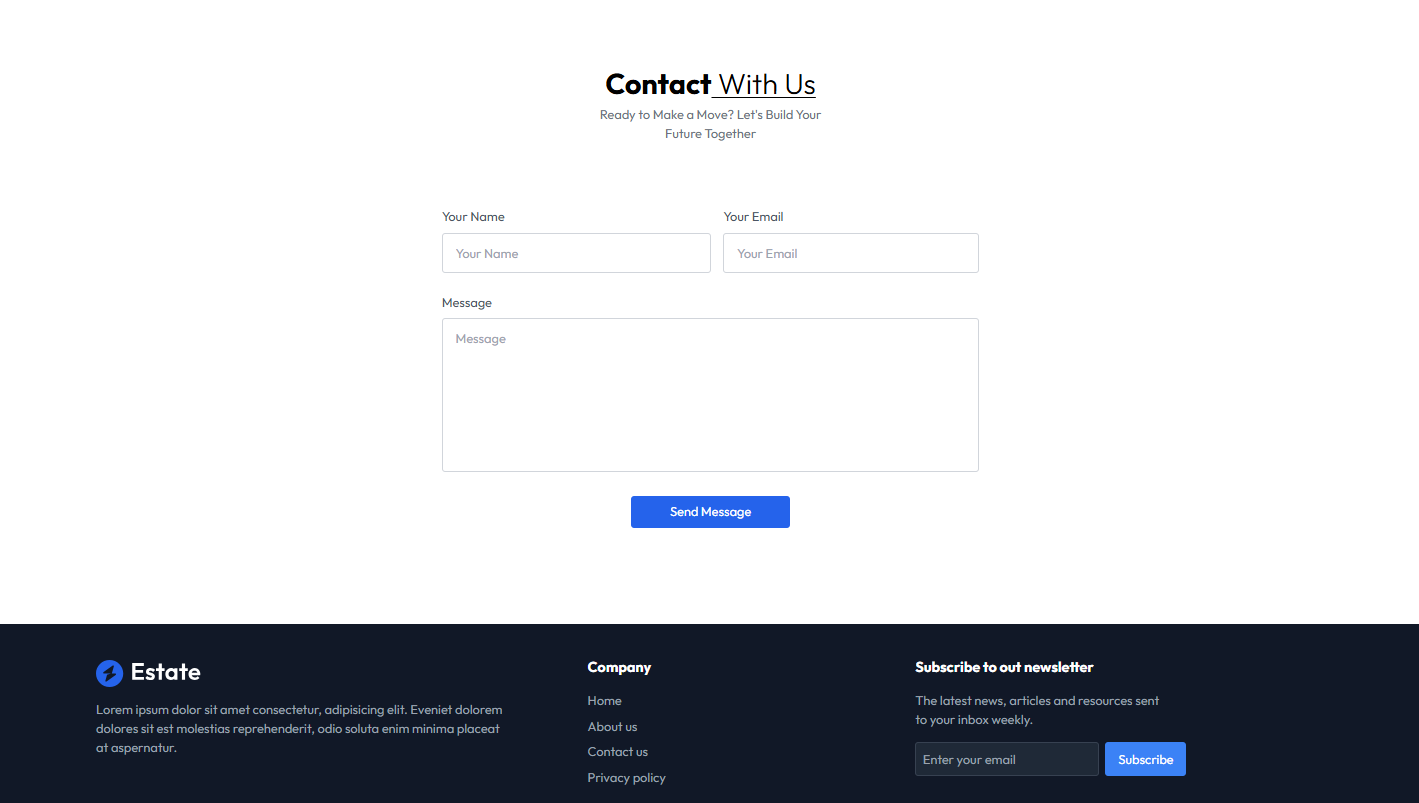 Contact With Us
Ready to Make a Move? Let's Build Your
Future Together
Your Name
Your Email
Your Name
Your Email
Message
Message
Send Message
Estate
Lorem ipsum dolor sit amet consectetur, adipisicing elit. Eveniet dolorem
dolores sit est molestias reprehenderit, odio soluta enim minima placeat
at aspernatur.
Company
Home
About us
Contact us
Privacy policy
Subscribe to out newsletter
The latest news, articles and resources sent
to your inbox weekly.
Enter your email
Subscribe